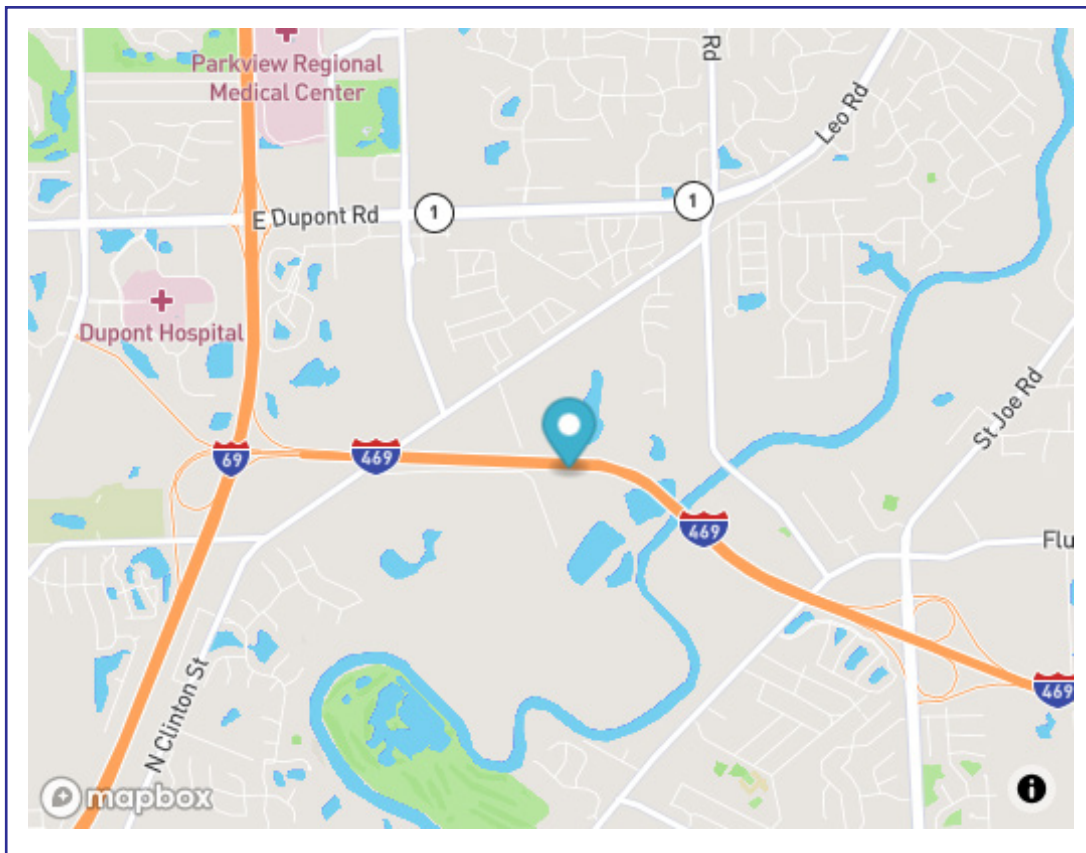 Parkview Regional
Medical Center
Rd
Leo Rd
1
1
E Dupont Rd
Dupont Hospital
St Joe Rd
69
469
469
Flu
N Clinton St
469
mapbox
i